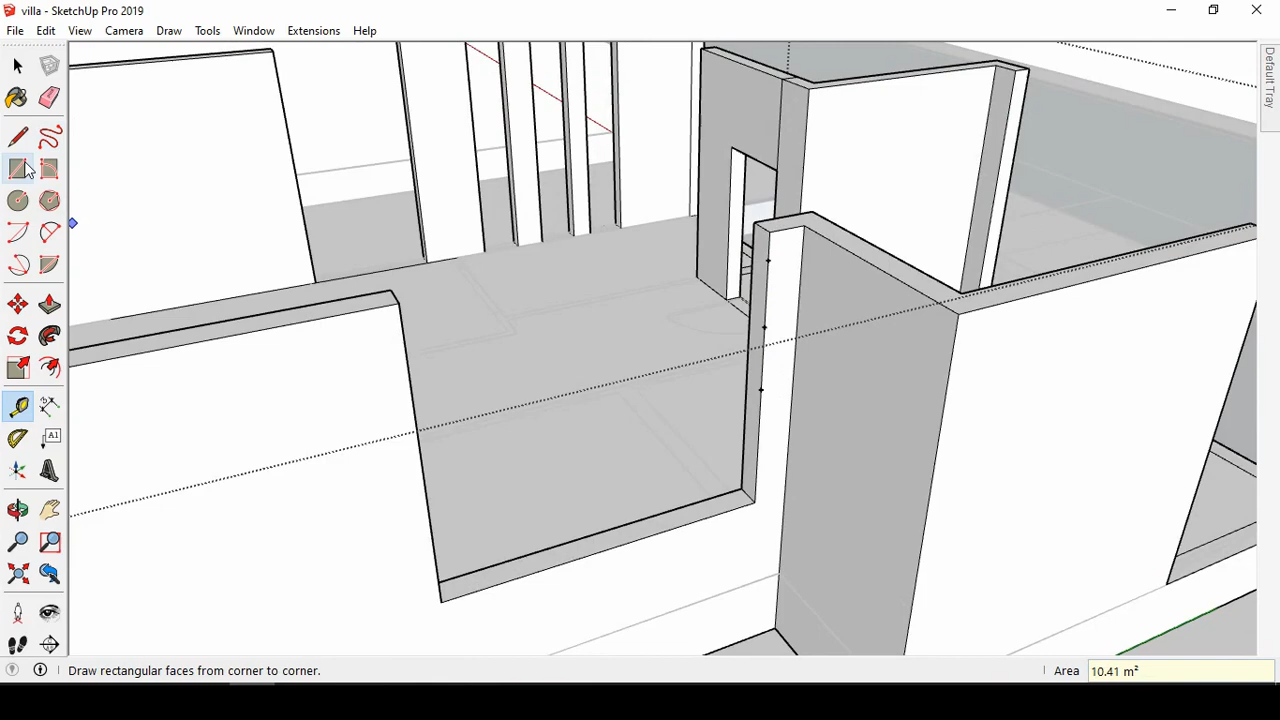 villa - SketchUp Pro 2019
File Edit View Camera Draw Tools Window Extensions Help
Default Tray
A1
Draw rectangular faces from corner to corner.
Area 10.41 m²